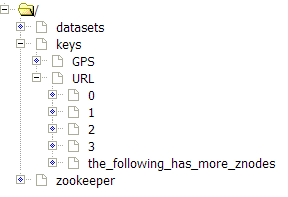 /
datasets
keys
GPS
URL
0
1
2
3
the_following_has_more_znodes
zookeeper